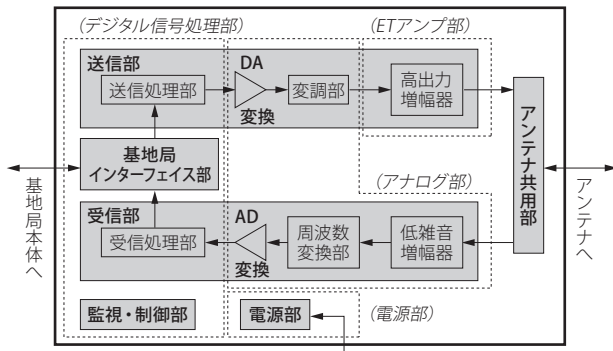 (デジタル信号処理部)
(ETアンプ部)
送信部
DA
変換
送信処理部
変調部
高出力
増幅器
基地局
インターフェイス部
アンテナ共用部
基地局本体へ
アンテナへ
(アナログ部)
受信部
AD
変換
受信処理部
周波数
変換部
低雑音
増幅器
監視・制御部
電源部
(電源部)